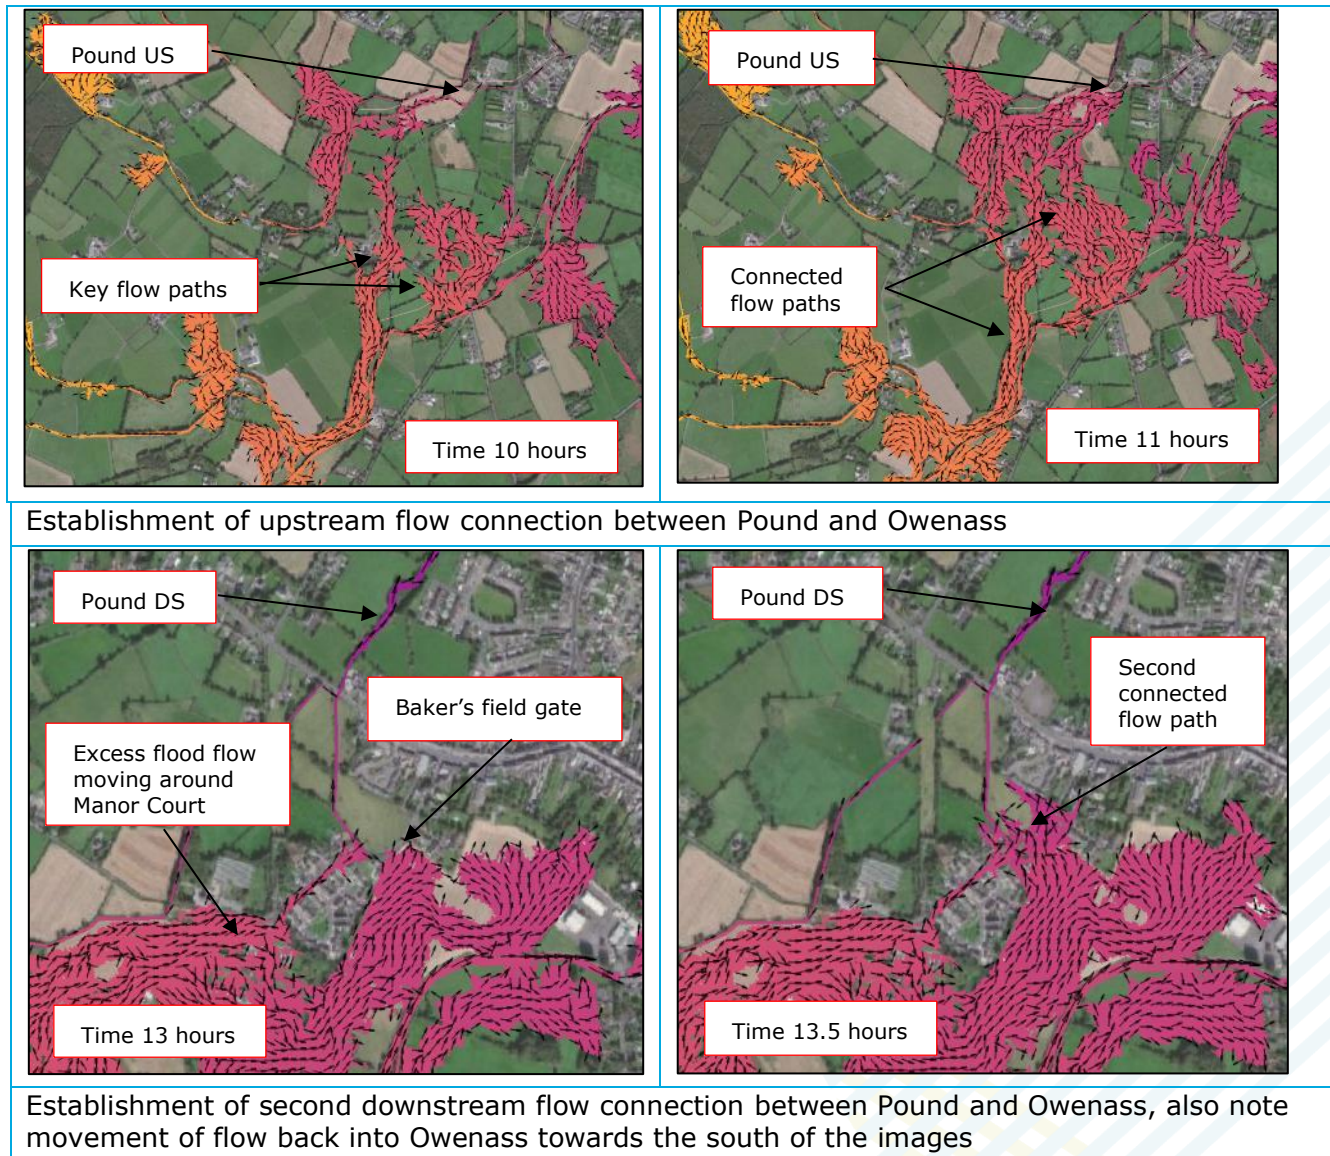 Pound US
Key flow paths
Time 10 hours
Pound US
Connected
flow paths
Time 11 hours
Establishment of upstream flow connection between Pound and Owenass
Pound DS
Baker’s field gate
Excess flood flow
moving around
Manor Court
Time 13 hours
Pound DS
Second
connected
flow path
Time 13.5 hours
Establishment of second downstream flow connection between Pound and Owenass, also note
movement of flow back into Owenass towards the south of the images